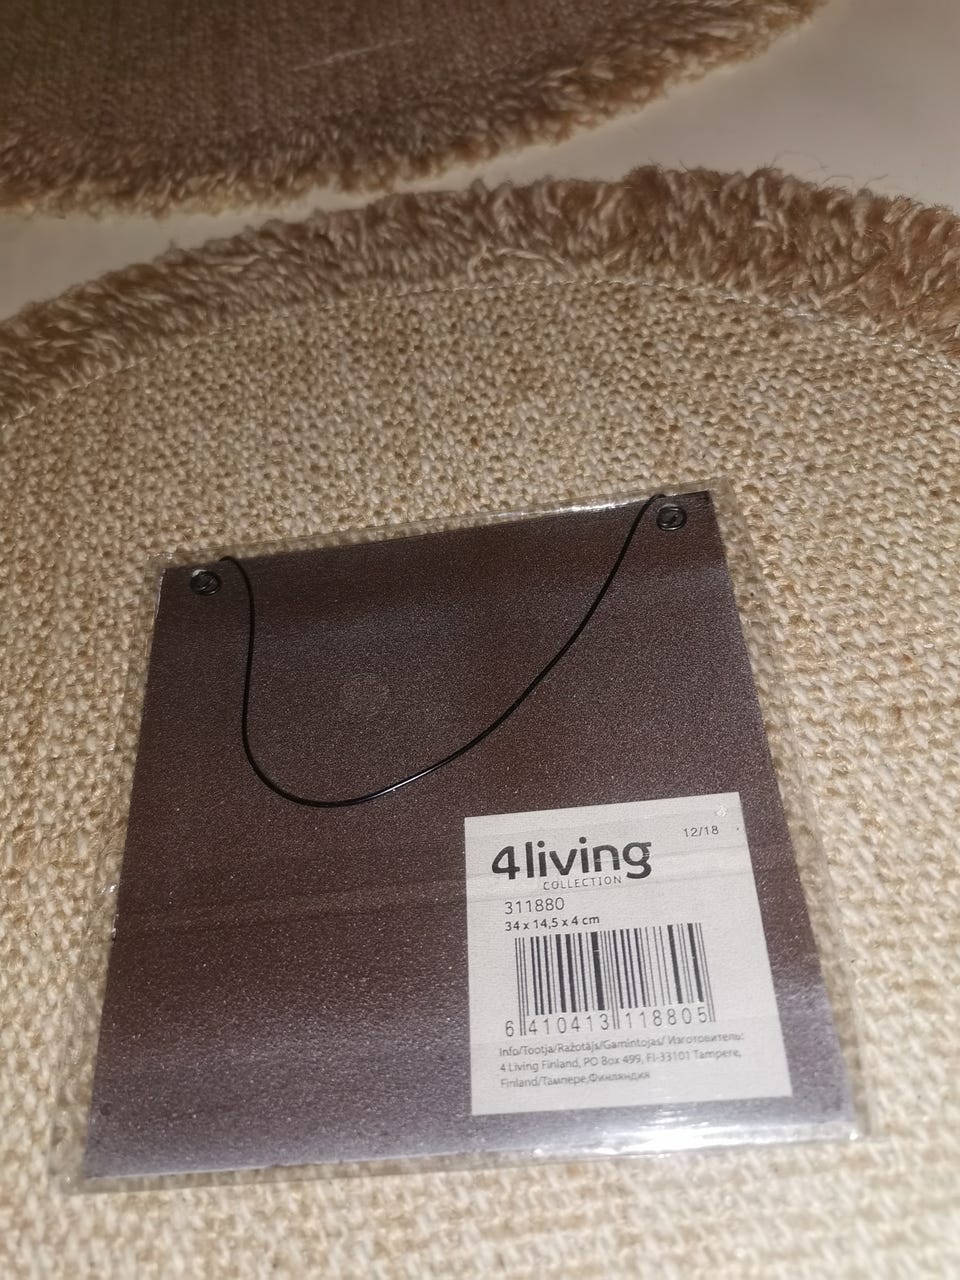 12/18
4living
COLLECTION
311880
34 x 14,5 x 4 cm
6 410413 118805
Info/Tootja/Ražotājs/Gamintojas/ Изготовитель:
4 Living Finland, PO Box 499, FI-33101 Tampere,
Finland/Тампере,Финляндия